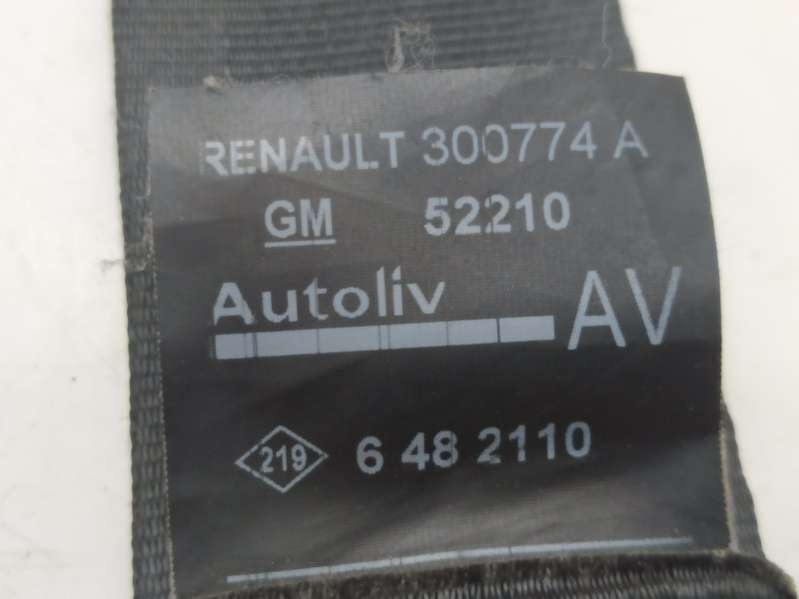 RENAULT 300774 A
GM 52210
Autoliv AV
219 6 48 2110